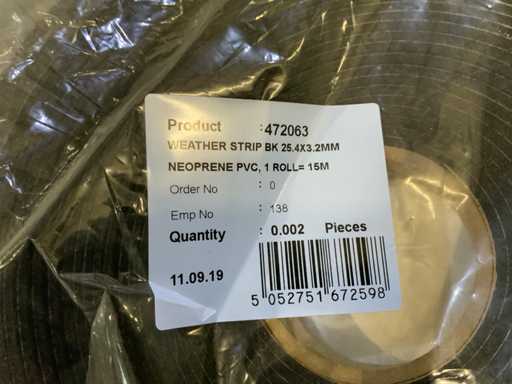 Product : 472063
WEATHER STRIP BK 25.4X3.2MM
NEOPRENE PVC, 1 ROLL= 15M
Order No : 0
Emp No : 138
Quantity : 0.002 Pieces
11.09.19
5 052751 672598